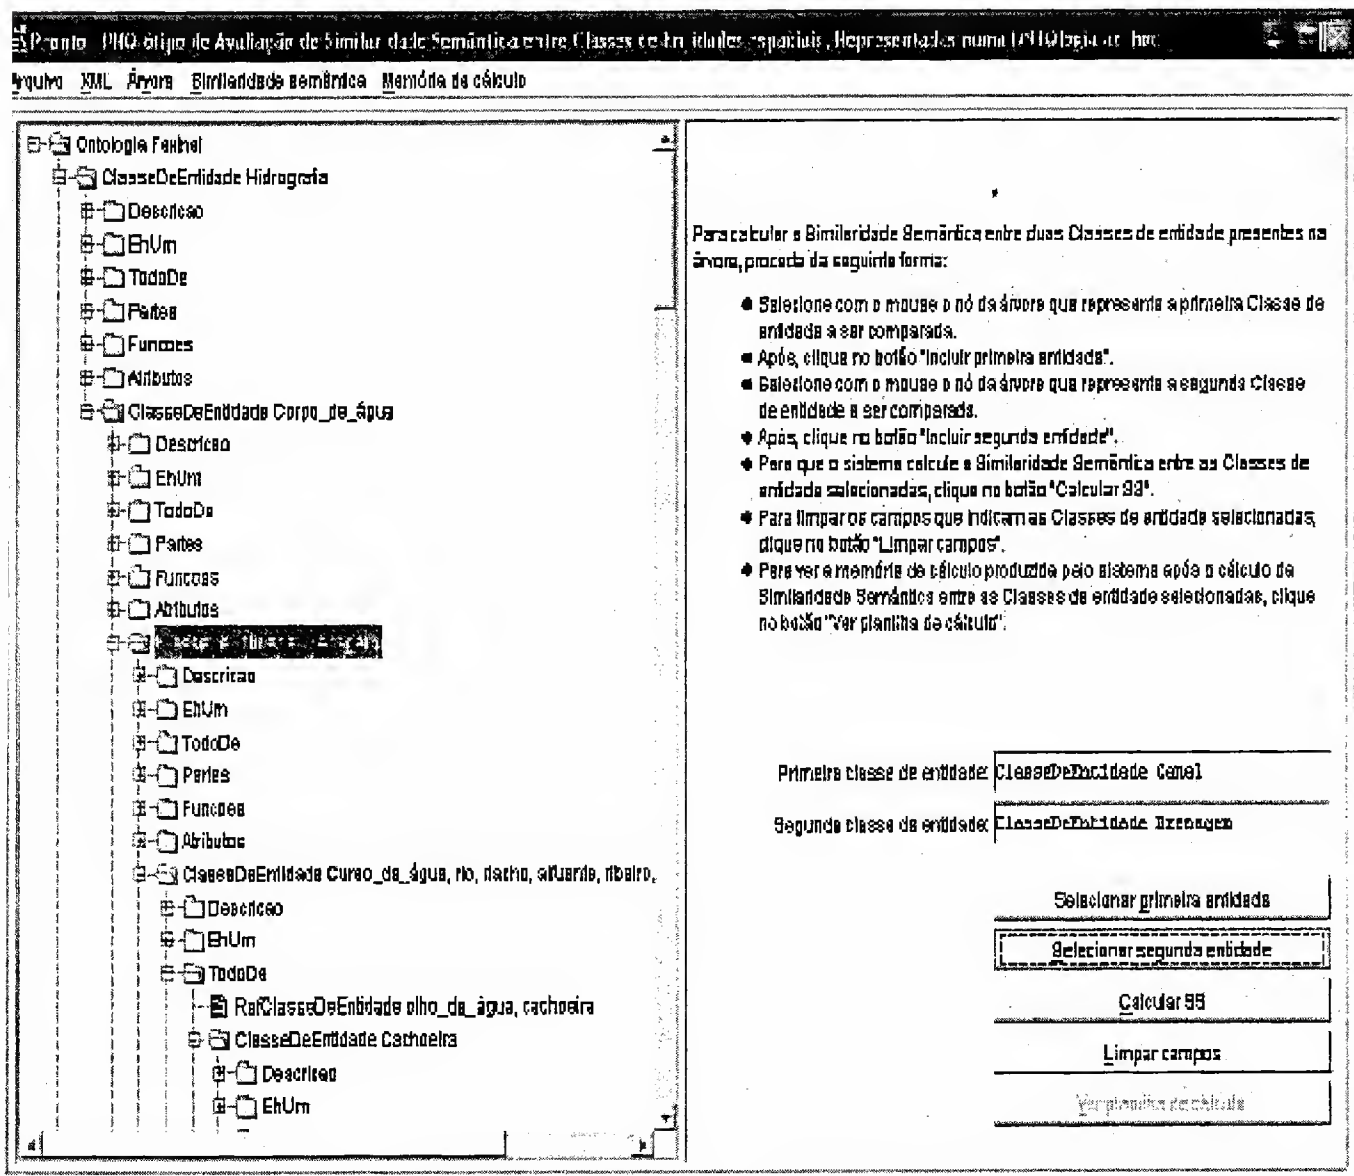 Pronto - PROtótipo de Avaliação de Similaridade Semântica entre Classes de Entidades espaciais, Representadas numa ONTOlogia ad hoc
Arquivo XML Árvore Similaridade semântica Memória de cálculo
Ontologia
ClasseDeEntidade Hidrografia
Descricao
EhUm
TodoDe
Partes
Funcoes
Atributos
ClasseDeEntidade Corpo_de_água
Descricao
EhUm
TodoDe
Partes
Funcoes
Atributos
Descricao
EhUm
TodoDe
Partes
Funcoes
Atributos
ClasseDeEntidade Curso_de_água, rio, riacho, afluente, ribeiro,
Descricao
EhUm
TodoDe
RefClasseDeEntidade olho_de_água, cachoeira
ClasseDeEntidade Cachoeira
Descricao
EhUm
Para calcular a Similaridade Semântica entre duas Classes de entidade presentes na
árvore, proceda da seguinte forma:
● Selecione com o mouse o nó da árvore que representa a primeira Classe de
entidade a ser comparada.
● Após, clique no botão "Incluir primeira entidade".
● Selecione com o mouse o nó da árvore que representa a segunda Classe
de entidade a ser comparada.
● Após, clique no botão "Incluir segunda entidade".
● Para que o sistema calcule a Similaridade Semântica entre as Classes de
entidade selecionadas, clique no botão "Calcular SS".
● Para limpar os campos que indicam as Classes de entidade selecionadas,
clique no botão "Limpar campos".
● Para ver a memória de cálculo produzida pelo sistema após o cálculo da
Similaridade Semântica entre as Classes de entidade selecionadas, clique
no botão "Ver planilha de cálculo".
Primeira classe de entidade: ClasseDeEntidade Canal
Segunda classe de entidade: ClasseDeEntidade Drenagem
Selecionar primeira entidade
Selecionar segunda entidade
Calcular SS
Limpar campos
Ver planilha de cálculo